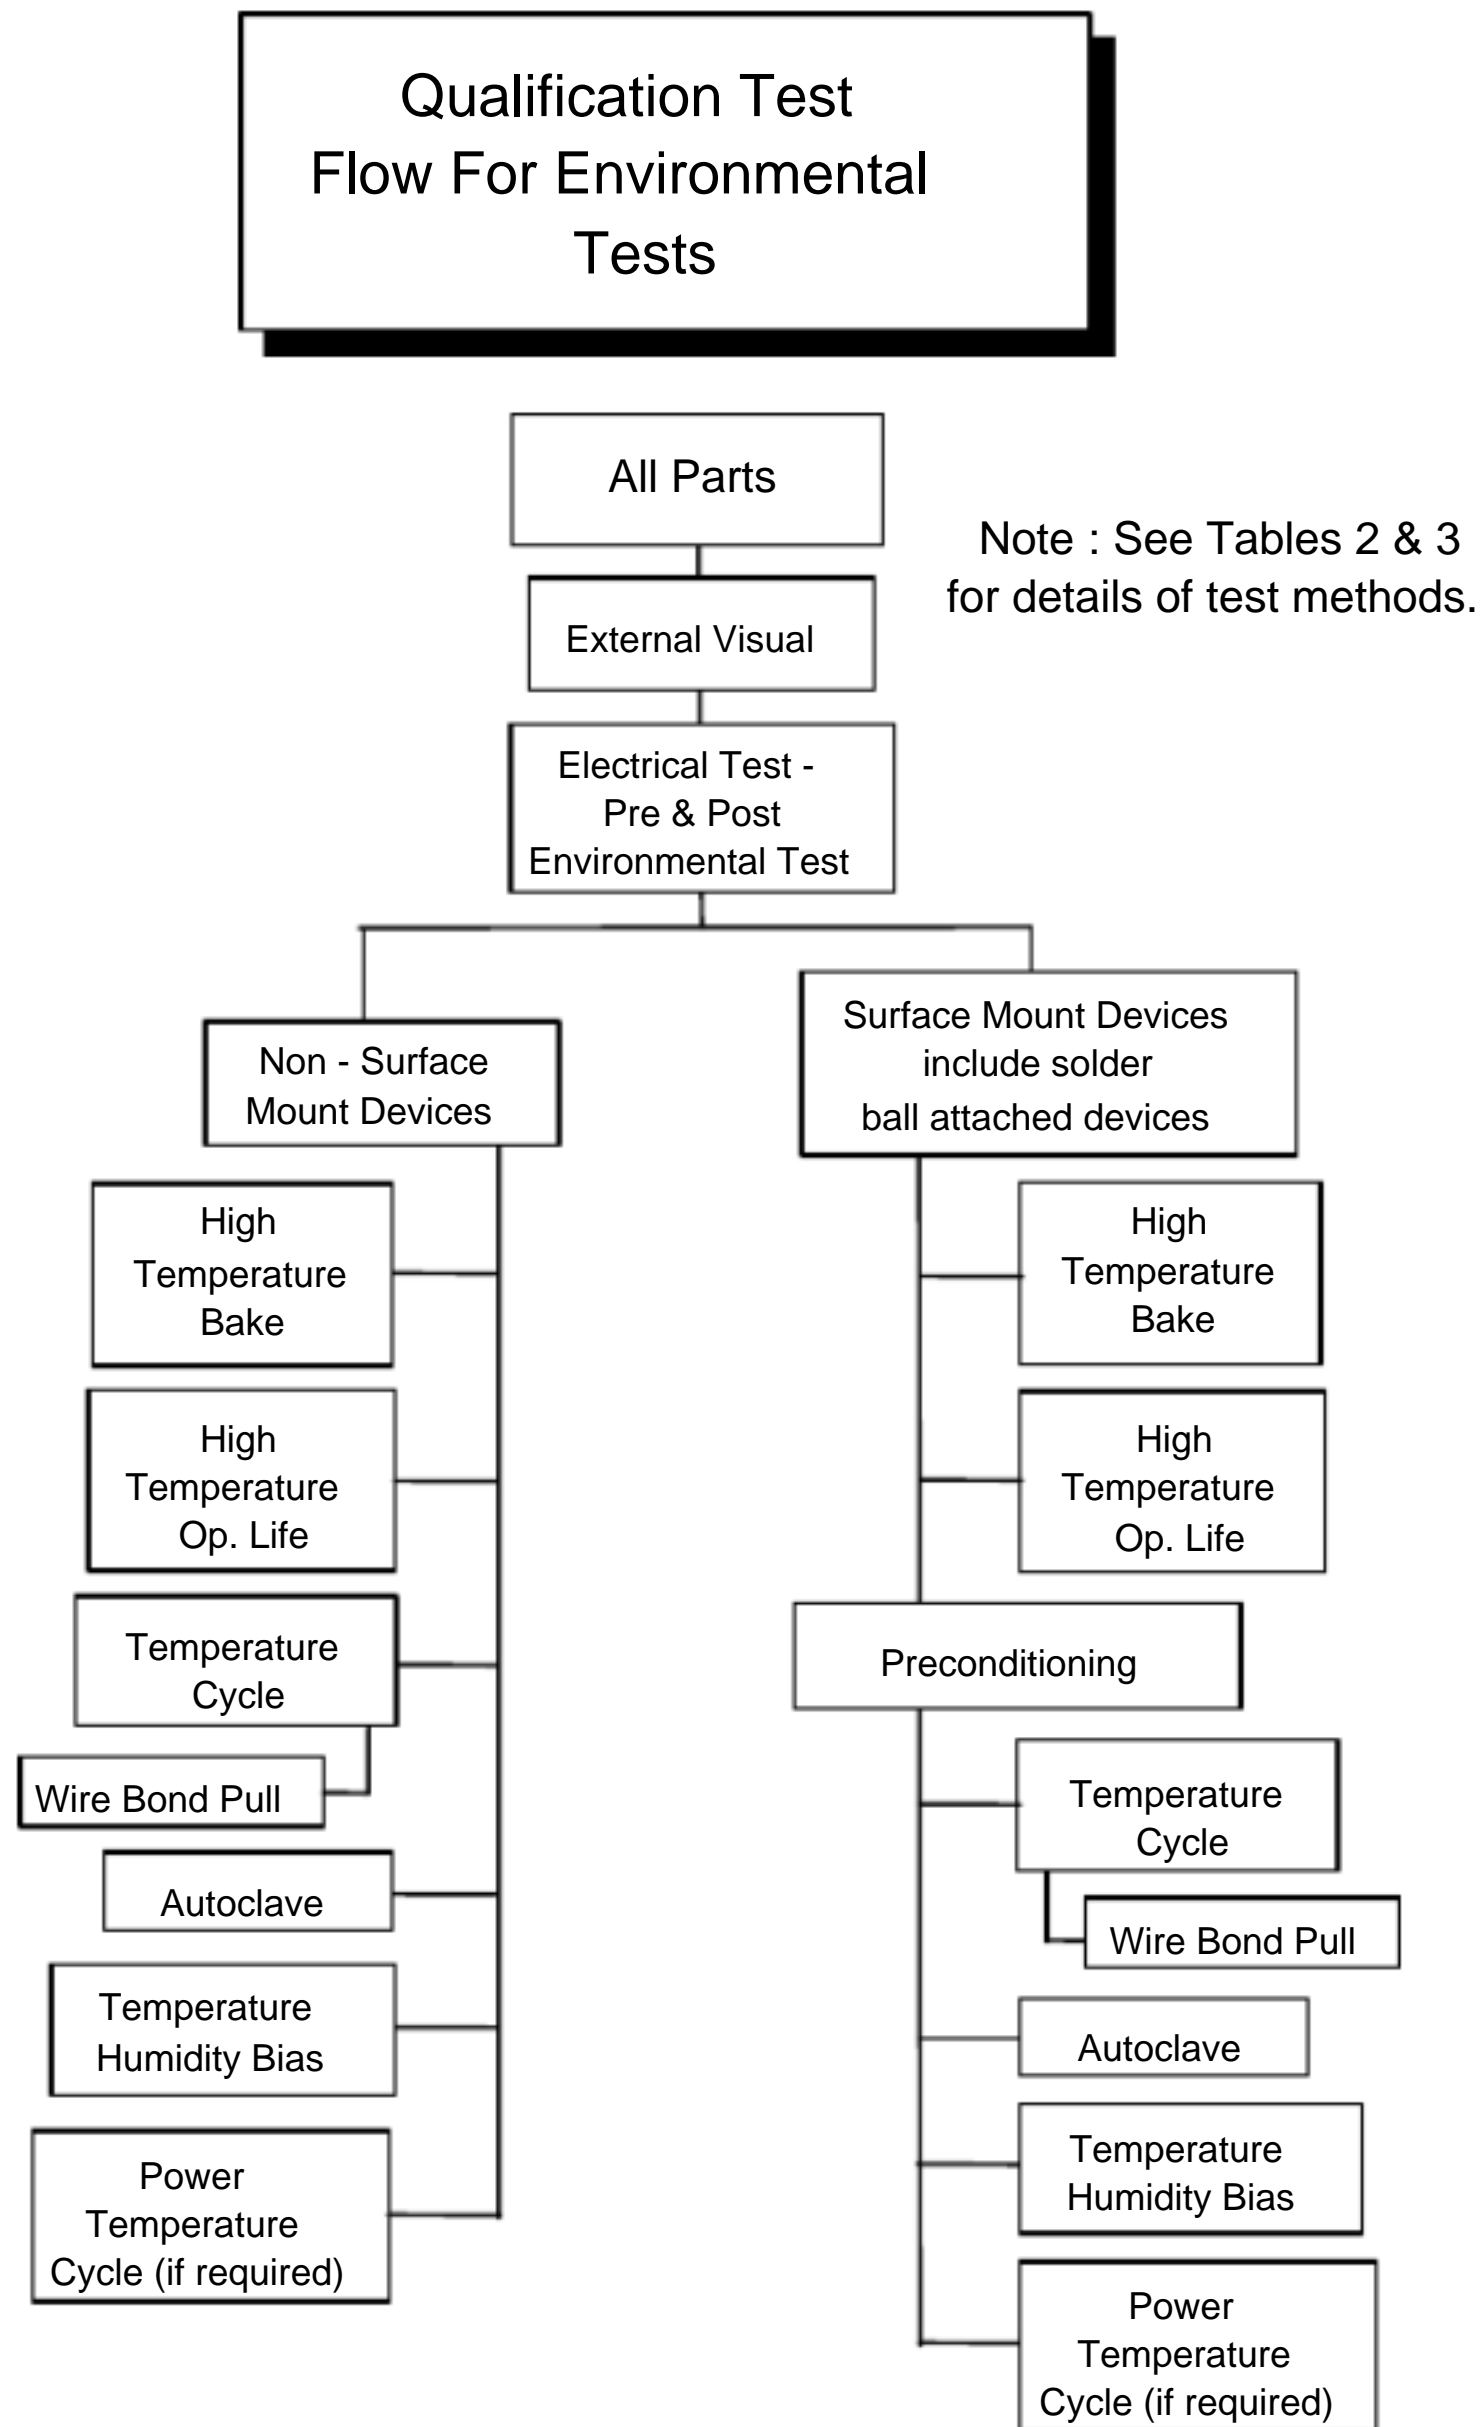 Qualification Test
Flow For Environmental
Tests
All Parts
Note : See Tables 2 & 3
for details of test methods.
External Visual
Electrical Test -
Pre & Post
Environmental Test
Non - Surface
Mount Devices
High
Temperature
Bake
High
Temperature
Op. Life
Temperature
Cycle
Wire Bond Pull
Autoclave
Temperature
Humidity Bias
Power
Temperature
Cycle (if required)
Surface Mount Devices
include solder
ball attached devices
High
Temperature
Bake
High
Temperature
Op. Life
Preconditioning
Temperature
Cycle
Wire Bond Pull
Autoclave
Temperature
Humidity Bias
Power
Temperature
Cycle (if required)